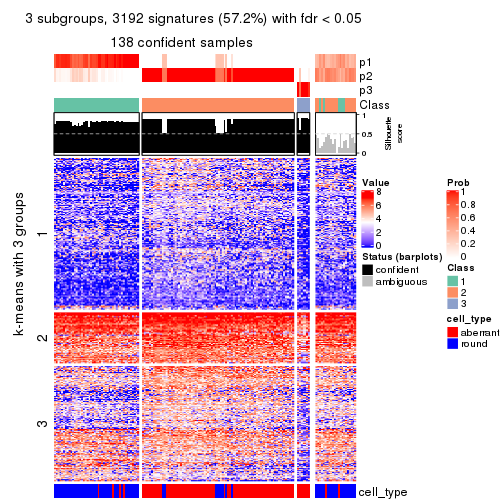 3 subgroups, 3192 signatures (57.2%) with fdr < 0.05
138 confident samples
p1
p2
p3
Class
1
0.5
0
Silhouette
score
k-means with 3 groups
1
2
3
cell_type
Value
8
6
4
2
0
Status (barplots)
confident
ambiguous
Prob
1
0.8
0.6
0.4
0.2
0
Class
1
2
3
cell_type
aberrant
round